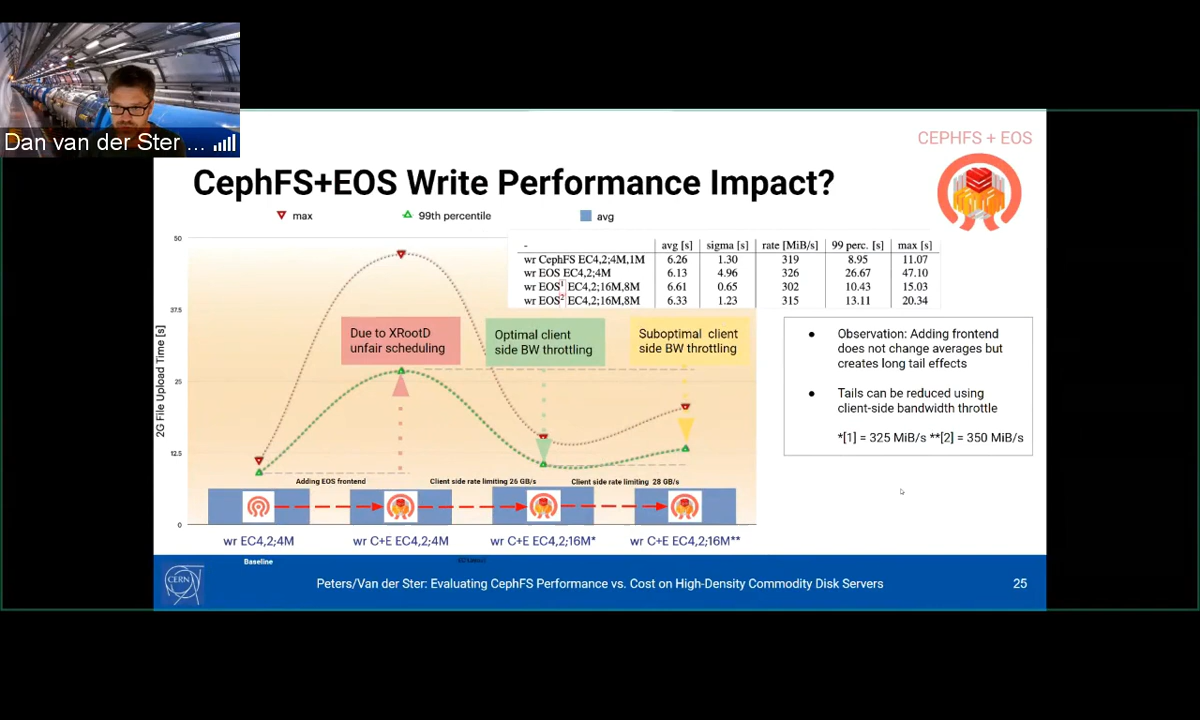 Dan van der Ster ...
CEPHFS + EOS
CephFS+EOS Write Performance Impact?
max
99th percentile
avg
- avg [s] sigma [s] rate [MiB/s] 99 perc. [s] max [s]
wr CephFS EC4,2;4M,1M 6.26 1.30 319 8.95 11.07
wr EOS EC4,2;4M 6.13 4.96 326 26.67 47.10
wr EOS1 EC4,2;16M,8M 6.61 0.65 302 10.43 15.03
wr EOS2 EC4,2;16M,8M 6.33 1.23 315 13.11 20.34
50
37.5
25
12.5
0
2G File Upload Time [s]
Due to XRootD
unfair scheduling
Optimal client
side BW throttling
Suboptimal client
side BW throttling
● Observation: Adding frontend
does not change averages but
creates long tail effects
● Tails can be reduced using
client-side bandwidth throttle
*[1] = 325 MiB/s **[2] = 350 MiB/s
Adding EOS frontend
Client side rate limiting 26 GB/s
Client side rate limiting 28 GB/s
wr EC4,2;4M
wr C+E EC4,2;4M
wr C+E EC4,2;16M*
wr C+E EC4,2;16M**
Baseline
CERN
Peters/Van der Ster: Evaluating CephFS Performance vs. Cost on High-Density Commodity Disk Servers
25